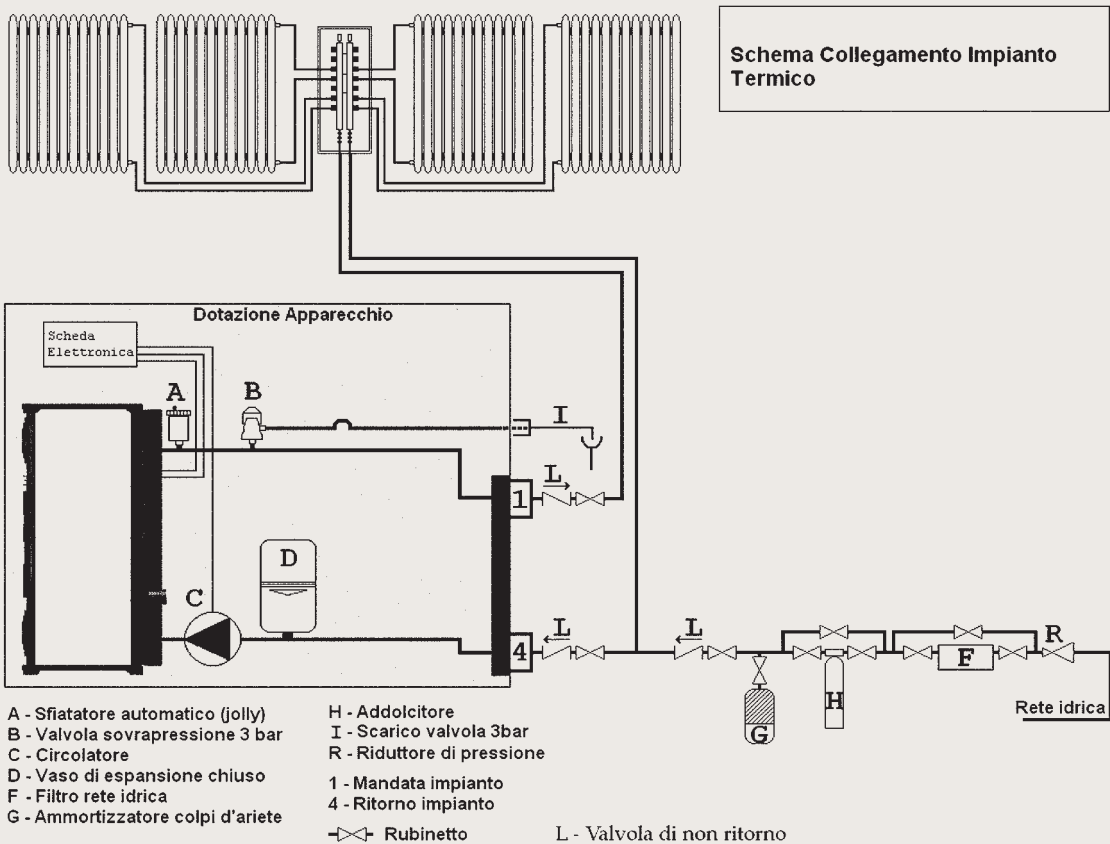 Schema Collegamento Impianto
Termico
Dotazione Apparecchio
Scheda
Elettronica
A
B
I
L
1
D
C
L
4
L
R
F
H
G
Rete idrica
A - Sfiatatore automatico (jolly)
B - Valvola sovrapressione 3 bar
C - Circolatore
D - Vaso di espansione chiuso
F - Filtro rete idrica
G - Ammortizzatore colpi d'ariete
H - Addolcitore
I - Scarico valvola 3bar
R - Riduttore di pressione
1 - Mandata impianto
4 - Ritorno impianto
Rubinetto
L - Valvola di non ritorno